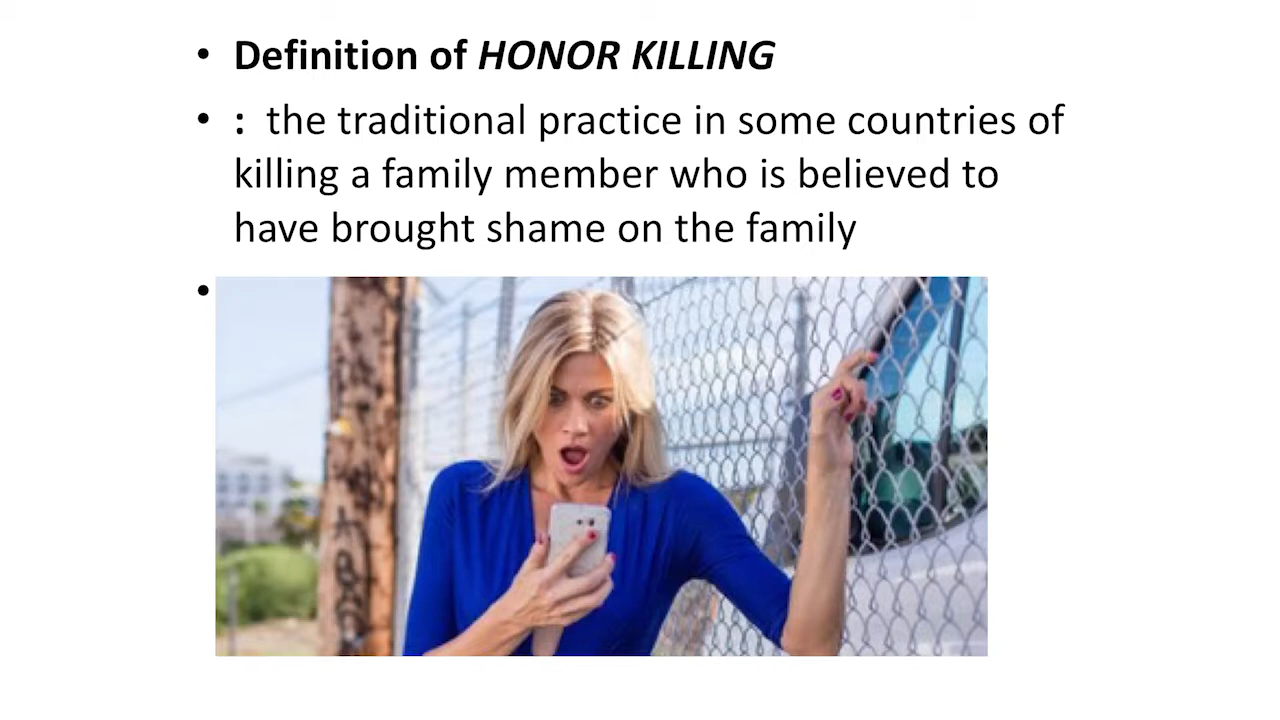 • Definition of HONOR KILLING
• : the traditional practice in some countries of
killing a family member who is believed to
have brought shame on the family
•